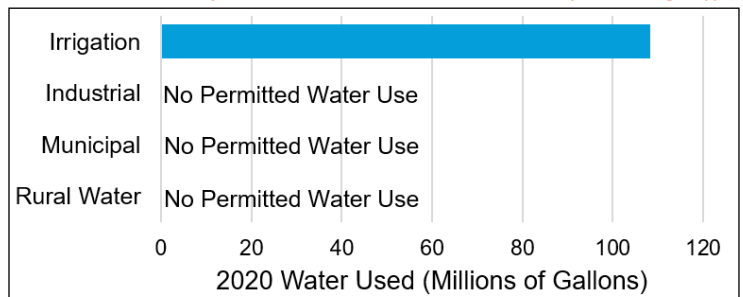 Irrigation
Industrial No Permitted Water Use
Municipal No Permitted Water Use
Rural Water No Permitted Water Use
0 20 40 60 80 100 120
2020 Water Used (Millions of Gallons)